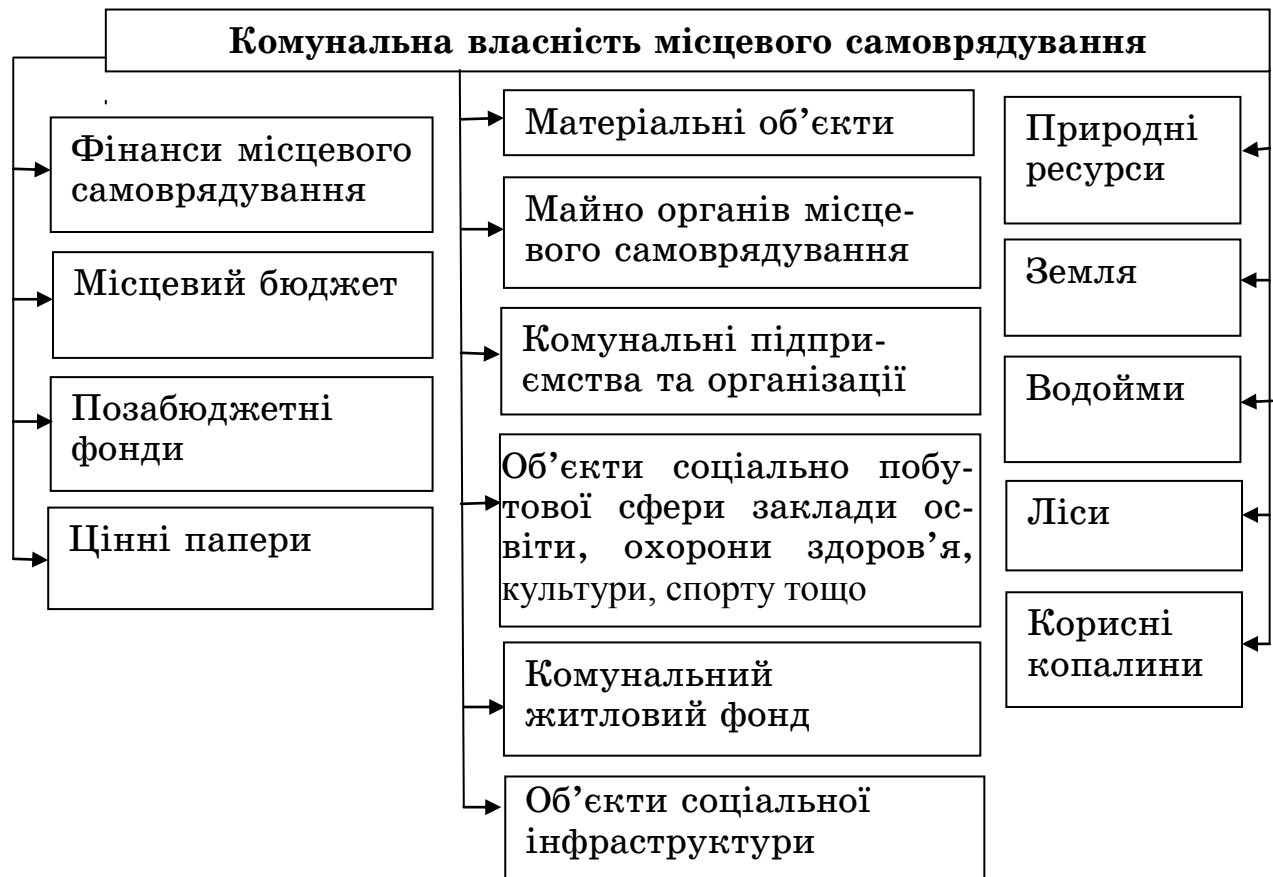 Комунальна власність місцевого самоврядування
Фінанси місцевого
самоврядування
Місцевий бюджет
Позабюджетні
фонди
Цінні папери
Матеріальні об’єкти
Майно органів місце-
вого самоврядування
Комунальні підпри-
ємства та організації
Об’єкти соціально побу-
тової сфери заклади ос-
віти, охорони здоров’я,
культури, спорту тощо
Комунальний
житловий фонд
Об’єкти соціальної
інфраструктури
Природні
ресурси
Земля
Водойми
Ліси
Корисні
копалини